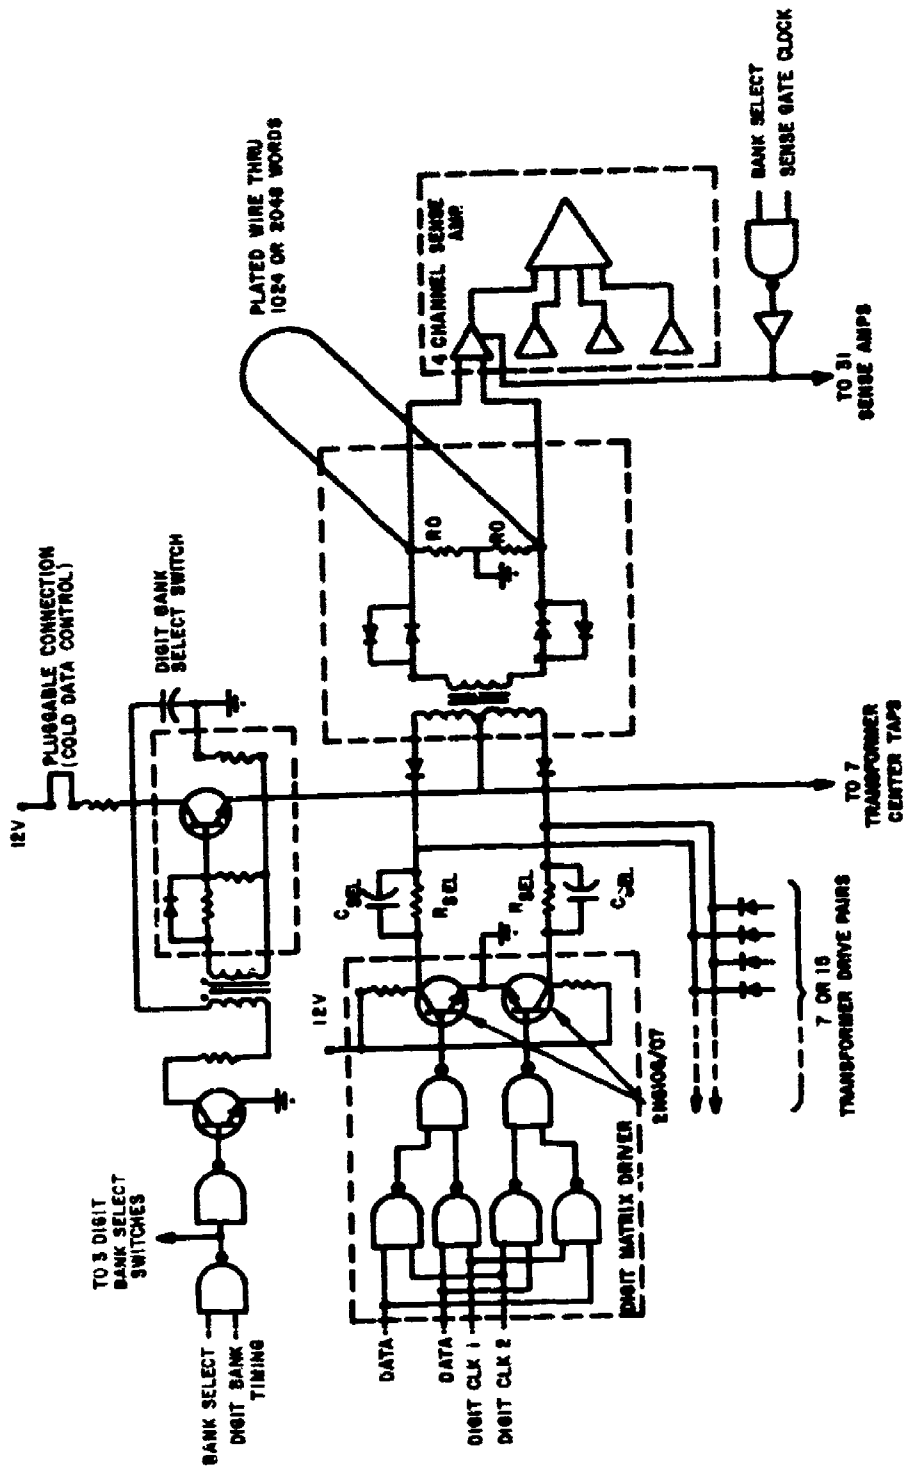 12V
PLUGGABLE CONNECTION
(COLD DATA CONTROL)
DIGIT BANK
SELECT SWITCH
PLATED WIRE THRU
1024 OR 2048 WORDS
TO 3 DIGIT
BANK SELECT
SWITCHES
BANK SELECT
DIGIT BANK
TIMING
12V
C SEL
R SEL
R SEL
C SEL
RO
RO
4 CHANNEL SENSE
AMP.
BANK SELECT
SENSE GATE CLOCK
DATA
DATA
DIGIT CLK 1
DIGIT CLK 2
DIGIT MATRIX DRIVER
TO 31
SENSE AMPS
TO 7
TRANSFORMER
CENTER TAPS
7 OR 15
TRANSFORMER DRIVE PAIRS